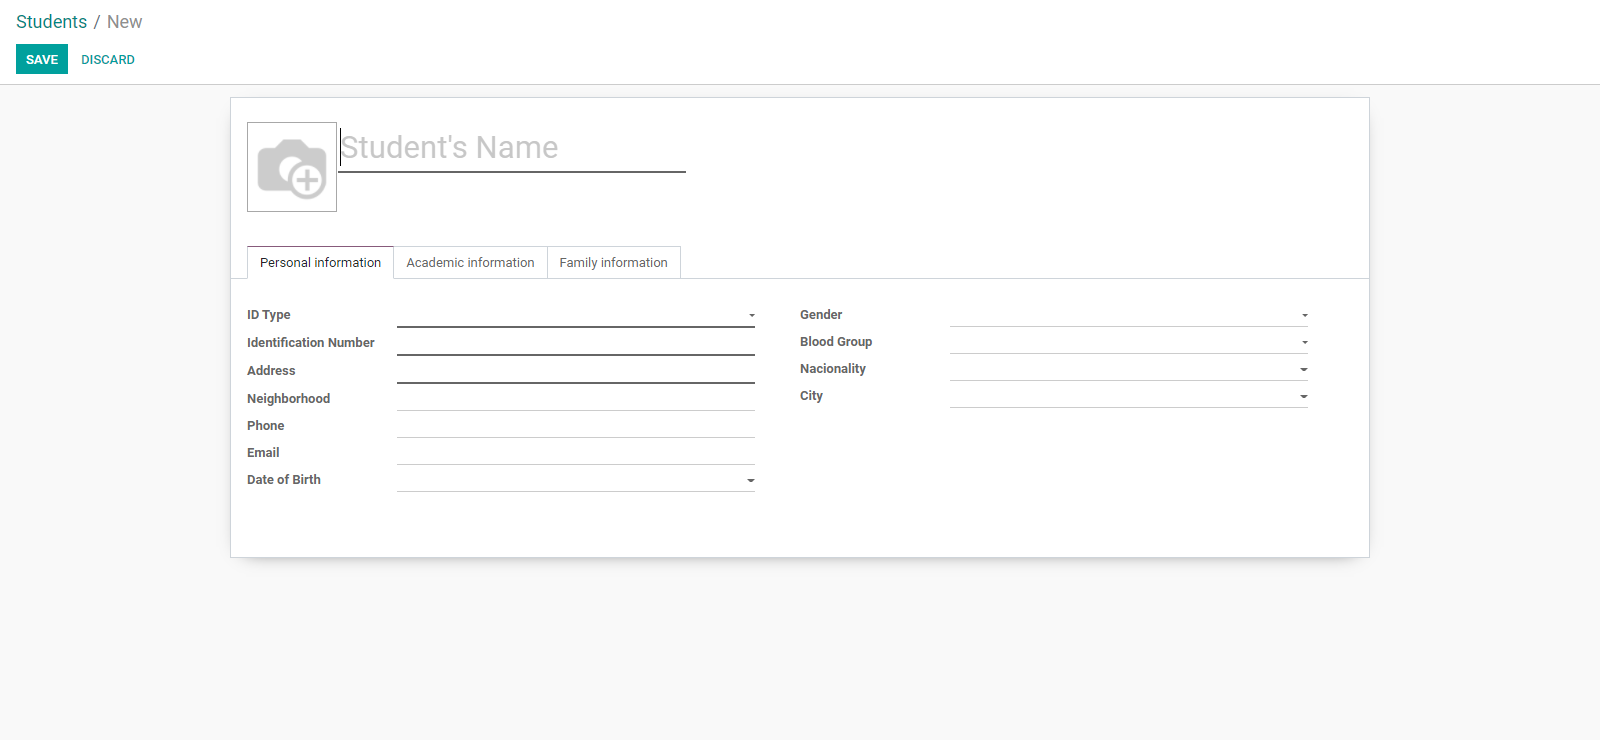 Students / New
SAVE DISCARD
Student's Name
Personal information Academic information Family information
ID Type
Identification Number
Address
Neighborhood
Phone
Email
Date of Birth
Gender
Blood Group
Nacionality
City